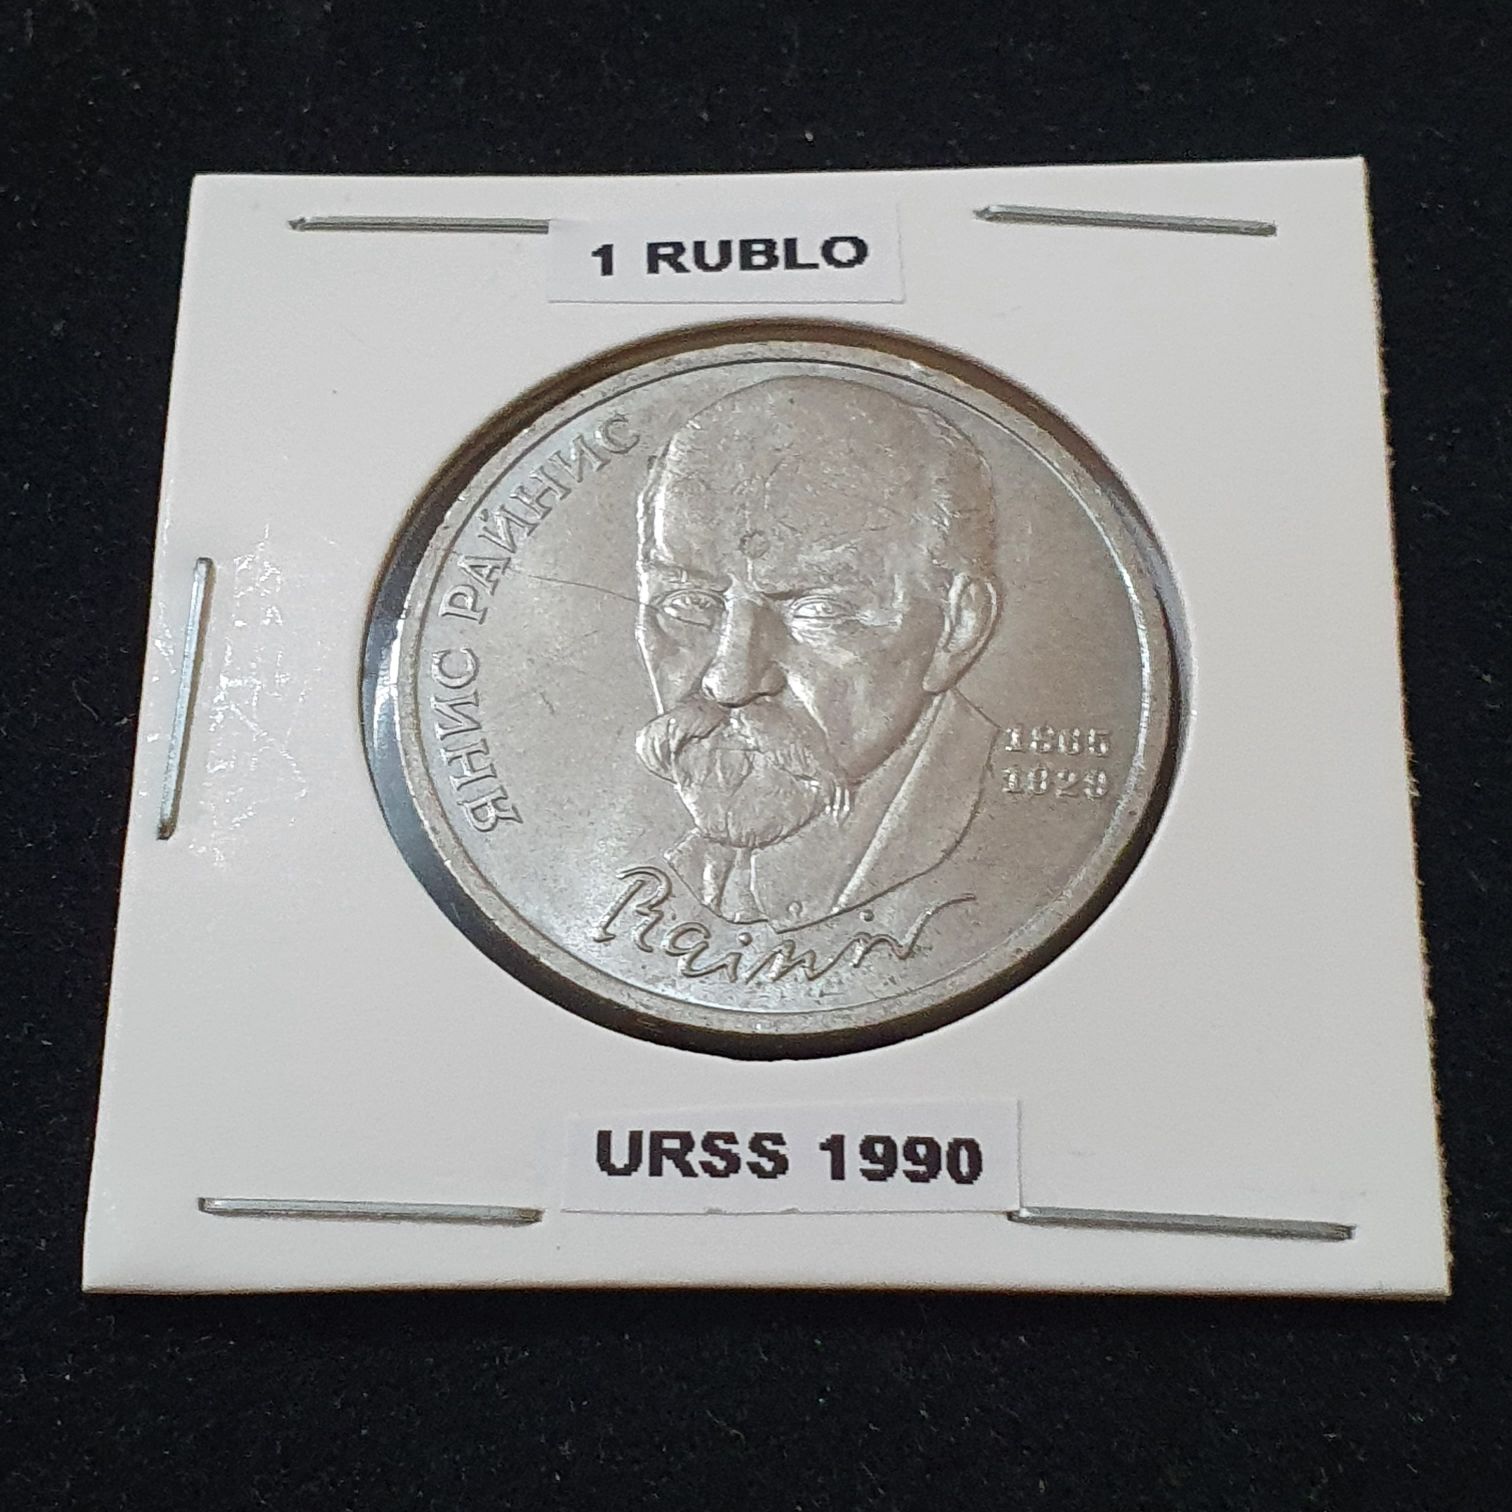 1 RUBLO
ЯНИС РАЙНИС
1865
1929
Rainis
URSS 1990